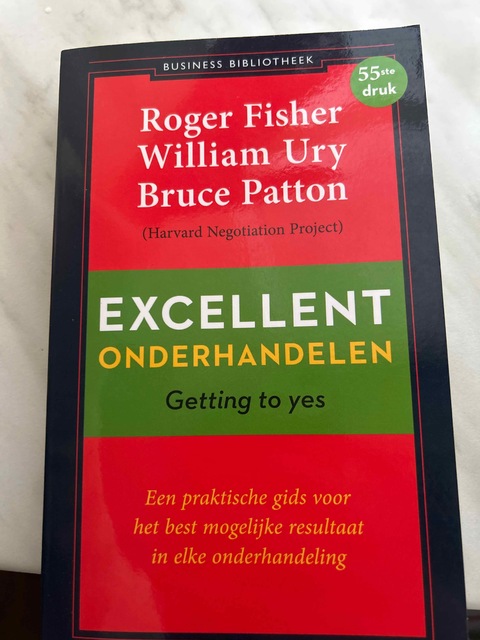 BUSINESS BIBLIOTHEEK
55ste
druk
Roger Fisher
William Ury
Bruce Patton
(Harvard Negotiation Project)
EXCELLENT
ONDERHANDELEN
Getting to yes
Een praktische gids voor
het best mogelijke resultaat
in elke onderhandeling